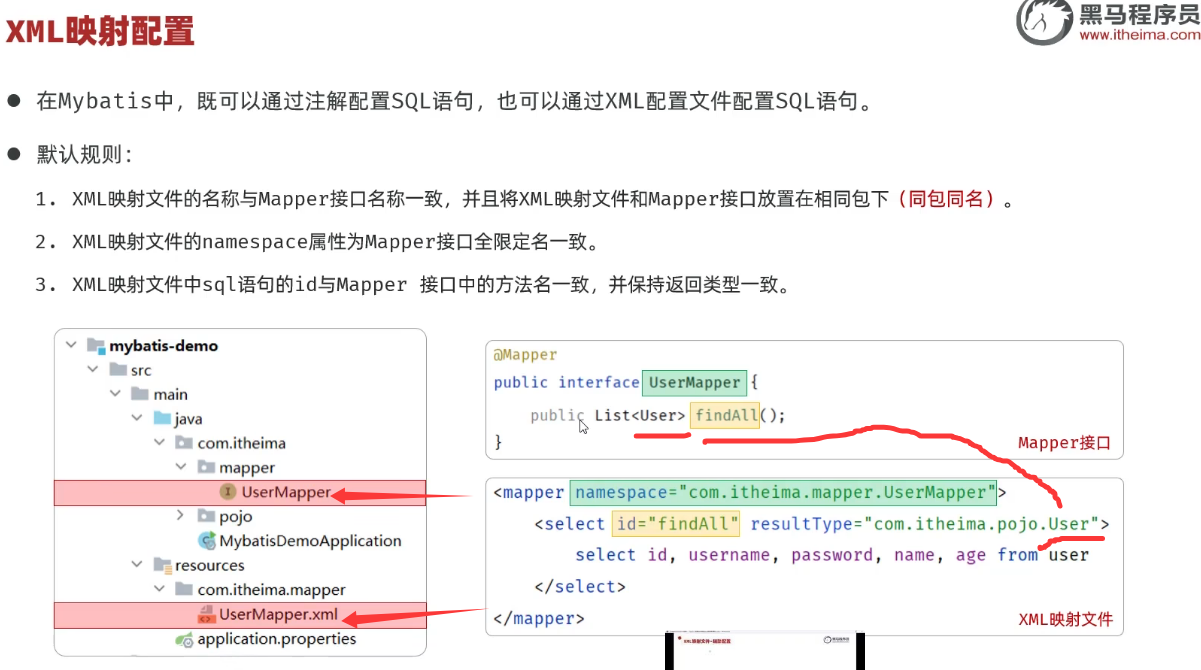 XML映射配置
黑马程序员
www.itheima.com
在Mybatis中，既可以通过注解配置SQL语句，也可以通过XML配置文件配置SQL语句。
默认规则：
1. XML映射文件的名称与Mapper接口名称一致，并且将XML映射文件和Mapper接口放置在相同包下（同包同名）。
2. XML映射文件的namespace属性为Mapper接口全限定名一致。
3. XML映射文件中sql语句的id与Mapper 接口中的方法名一致，并保持返回类型一致。
mybatis-demo
src
main
java
com.itheima
mapper
UserMapper
pojo
MybatisDemoApplication
resources
com.itheima.mapper
UserMapper.xml
application.properties
@Mapper
public interface UserMapper {
public List<User> findAll();
}
Mapper接口
<mapper namespace="com.itheima.mapper.UserMapper">
<select id="findAll" resultType="com.itheima.pojo.User">
select id, username, password, name, age from user
</select>
</mapper>
XML映射文件